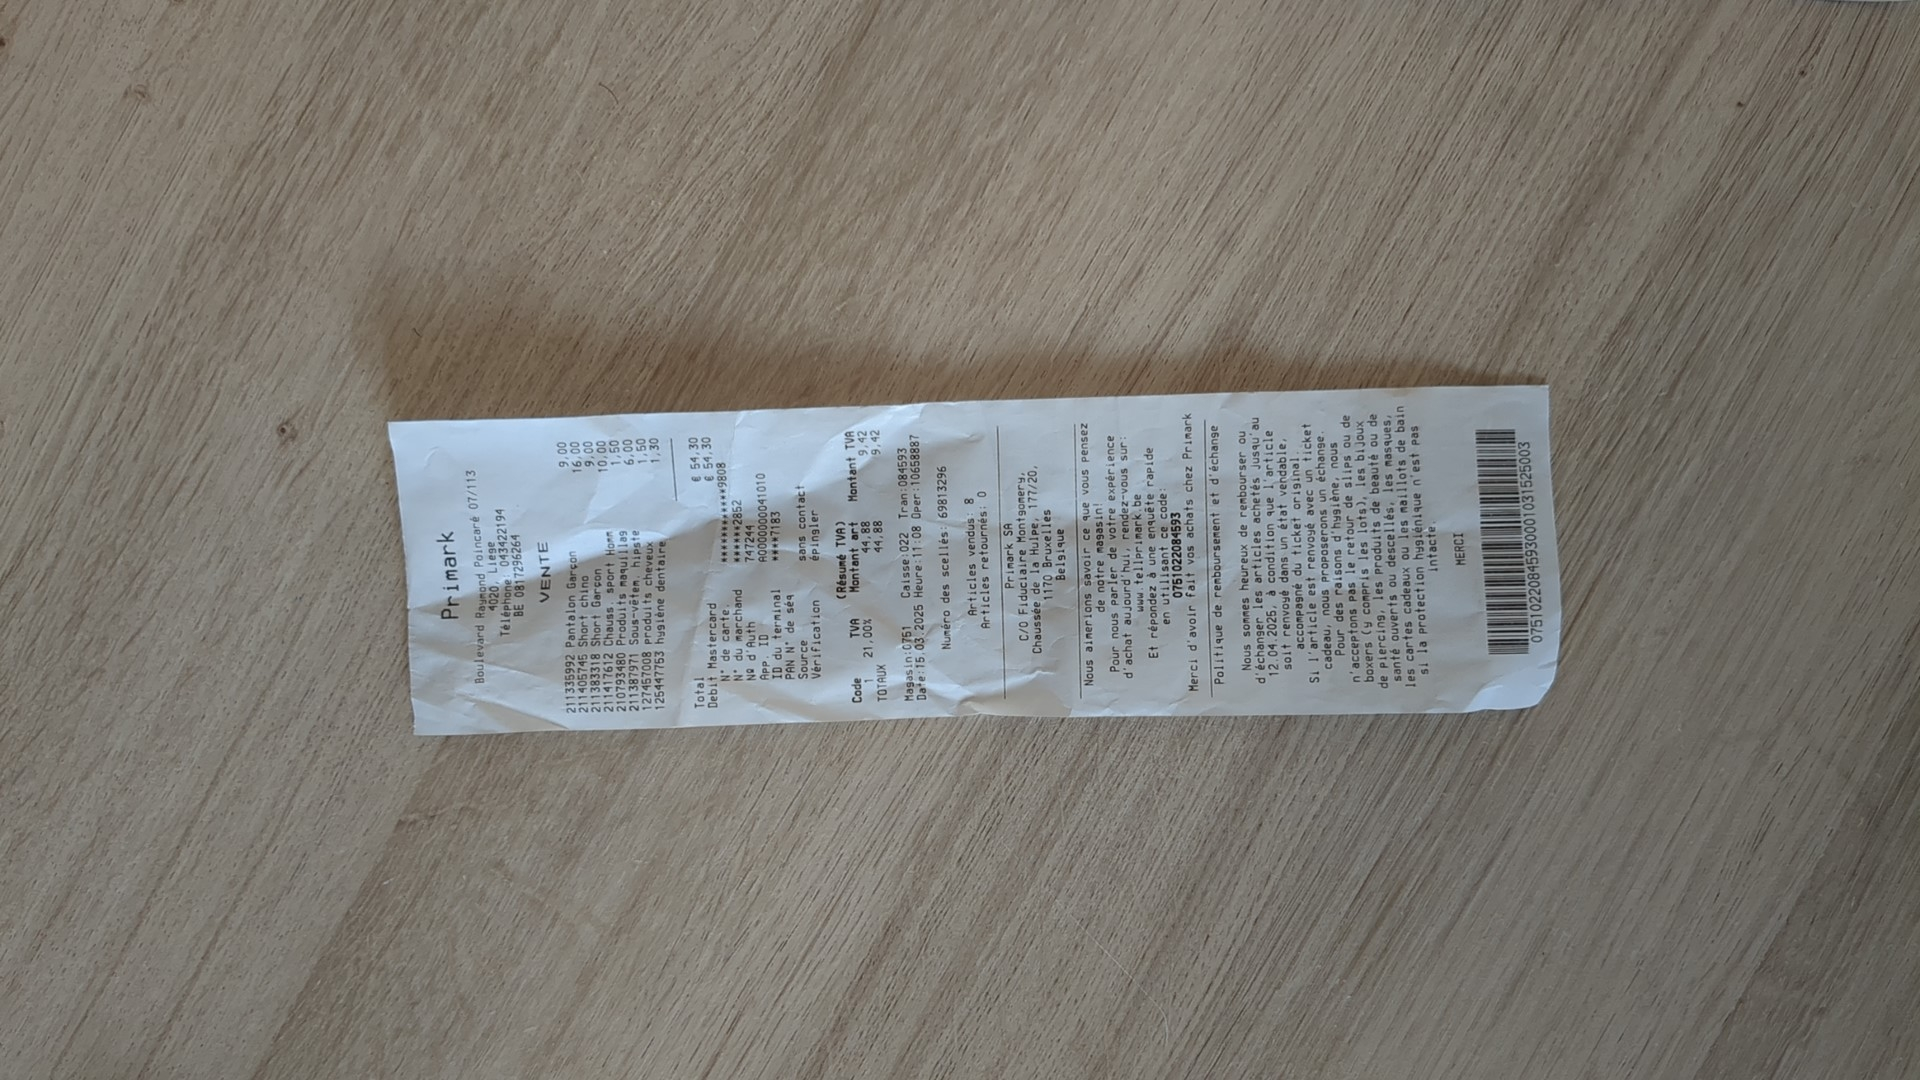 Primark
Boulevard Raymond Poincaré 07/113
4020, Liège
Téléphone: 043422194
BE 0817296264
VENTE
211335992 Pantalon Garçon 9,00
211405745 Short chino 16,00
211383318 Short Garçon 9,00
211417612 Chauss. sport Homm 10,00
210793480 Produits maquillag 1,50
211387971 Sous-vêtem. hipste 6,00
127457008 produits cheveux 1,50
125447753 hygiène dentaire 1,30
Total € 54,30
Debit Mastercard € 54,30
N° de carte.
N° du marchand ******2852
Nº d'Auth 747244
App. ID A0000000041010
ID du terminal ****7183
PAN N° de séq
Source sans contact
Vérification épingler
(Résumé TVA)
Code TVA Montant art Montant TVA
1 21,00% 44,88 9,42
TOTAUX 44,88 9,42
Magasin:0751 Caisse:022 Tran:084593
Date:15.03.2025 Heure:11:08 Oper:10658887
Numéro des scellés: 69813296
Articles vendus: 8
Articles retournés: 0
Primark SA
C/O Fiduciaire Montgomery,
Chaussée de la Hulpe, 177/20,
1170 Bruxelles
Belgique
Nous aimerions savoir ce que vous pensez
de notre magasin!
Pour nous parler de votre expérience
d'achat aujourd'hui, rendez-vous sur:
www.tellprimark.be
Et répondez à une enquête rapide
en utilisant ce code:
0751022084593
Merci d'avoir fait vos achats chez Primark
Politique de remboursement et d'échange
Nous sommes heureux de rembourser ou
d'échanger les articles achetés jusqu'au
12.04.2025, à condition que l'article
soit renvoyé dans un état vendable,
accompagné du ticket original.
Si l'article est renvoyé avec un ticket
cadeau, nous proposerons un échange.
Pour des raisons d'hygiène, nous
n'acceptons pas le retour de slips ou de
boxers (y compris les lots), les bijoux
de piercing, les produits de beauté ou de
santé ouverts ou descellés, les masques,
les cartes cadeaux ou les maillots de bain
si la protection hygiénique n'est pas
intacte.
MERCI
0751022084593000103152503